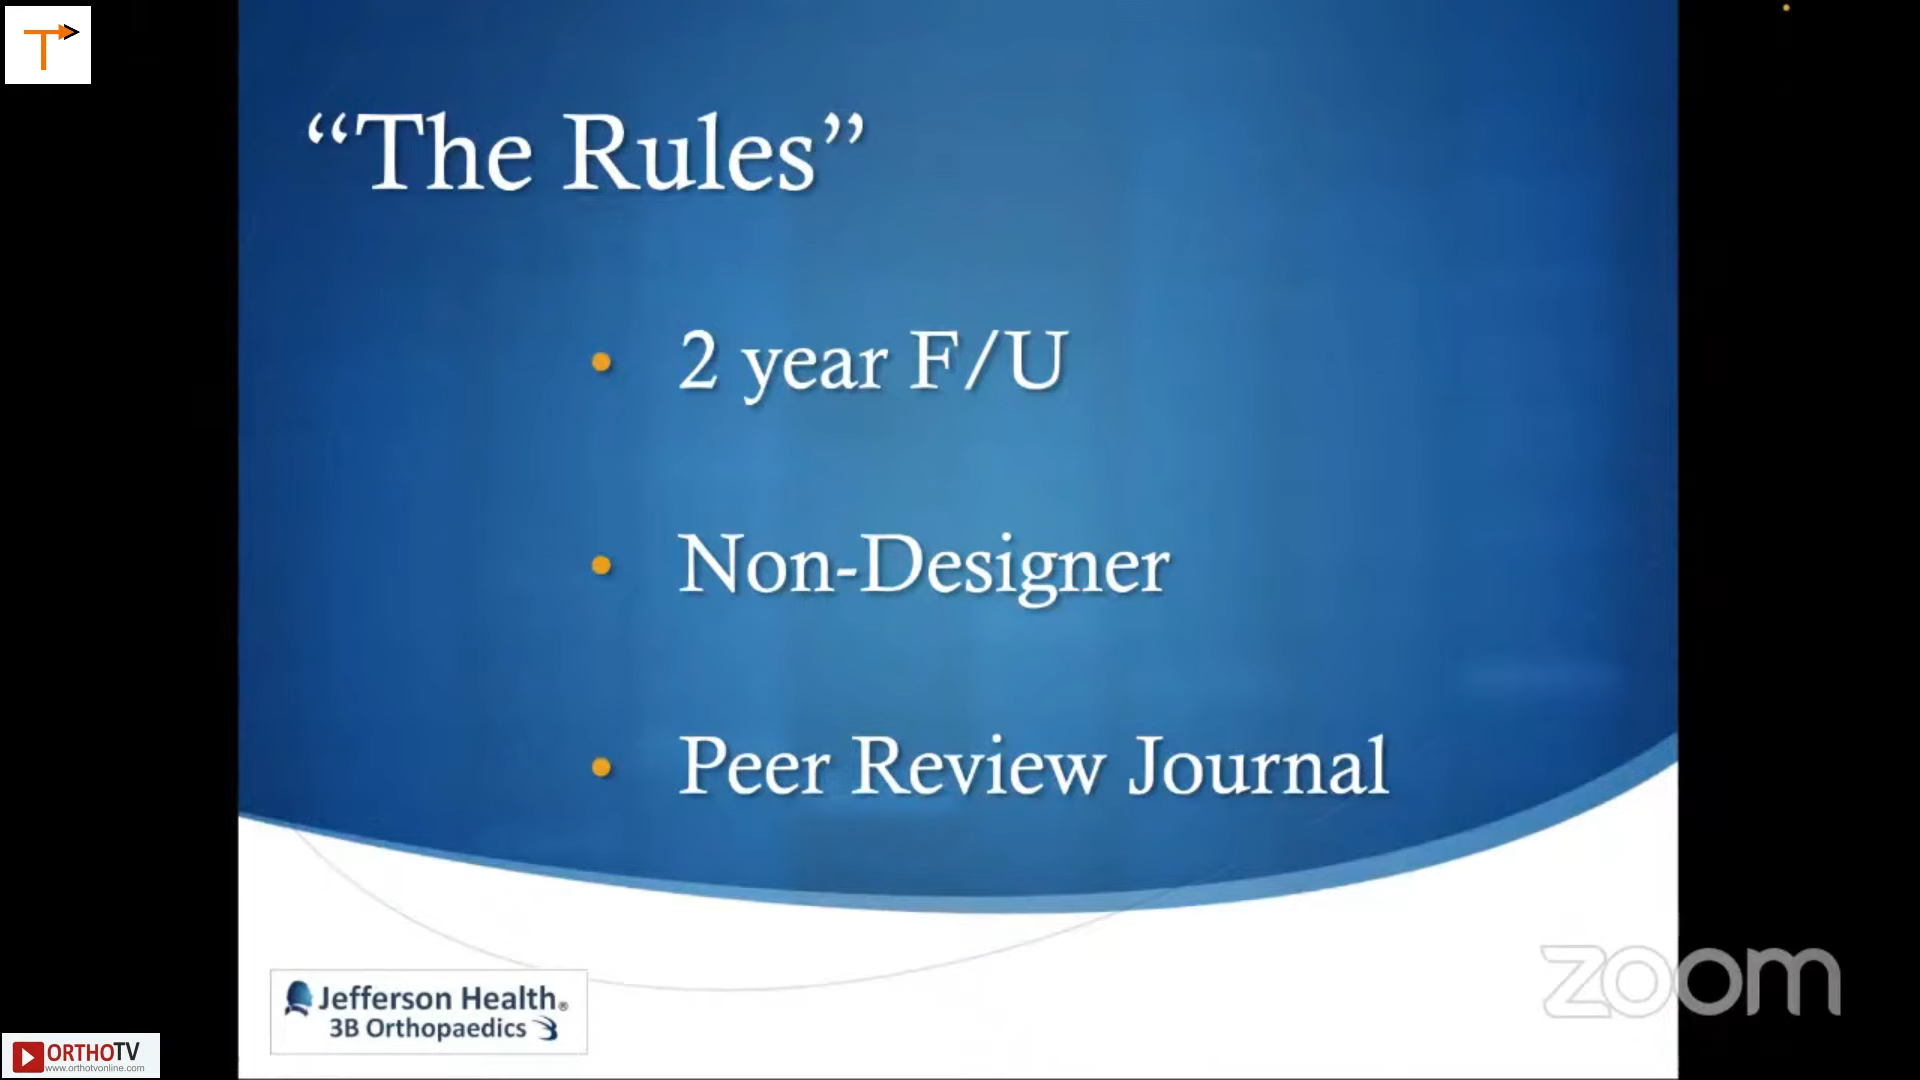 “The Rules”
• 2 year F/U
• Non-Designer
• Peer Review Journal
Jefferson Health®
3B Orthopaedics
zoom
ORTHOTV
www.orthotvonline.com
T